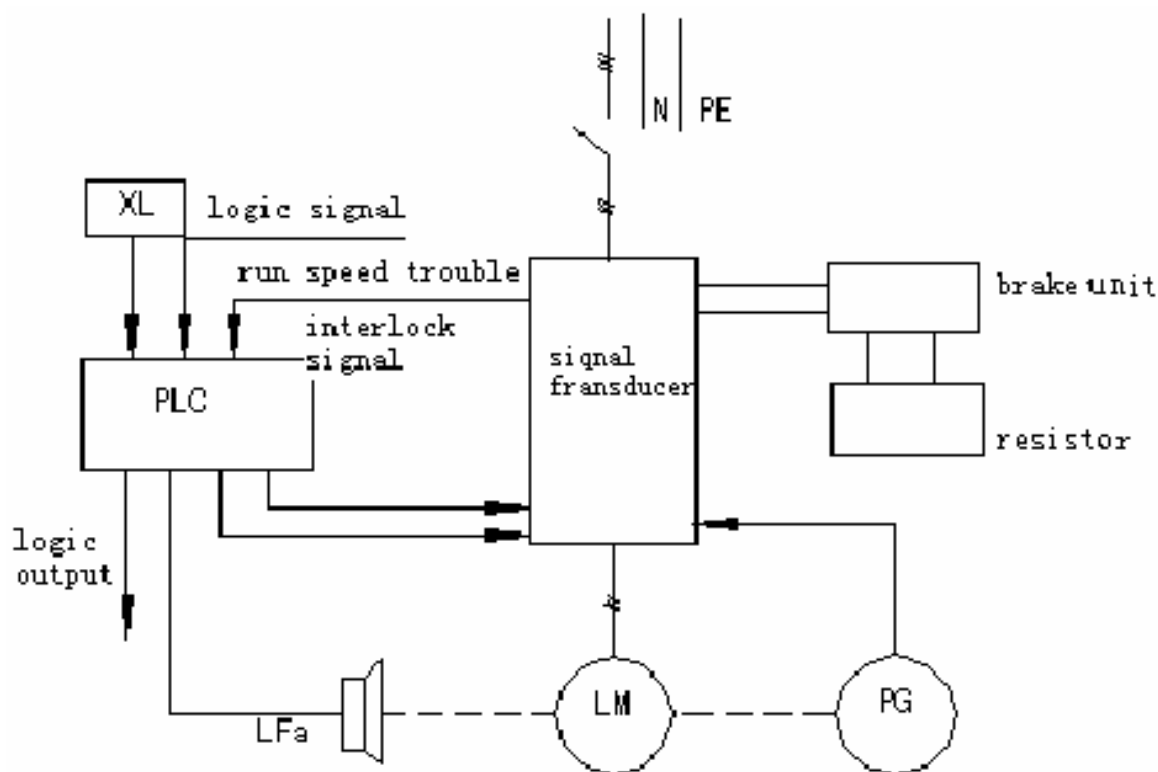 N PE
XL
logic signal
run speed trouble
interlock
signal
PLC
siqnal
fransducer
brake unit
resistor
logic
output
LFa
LM
PG